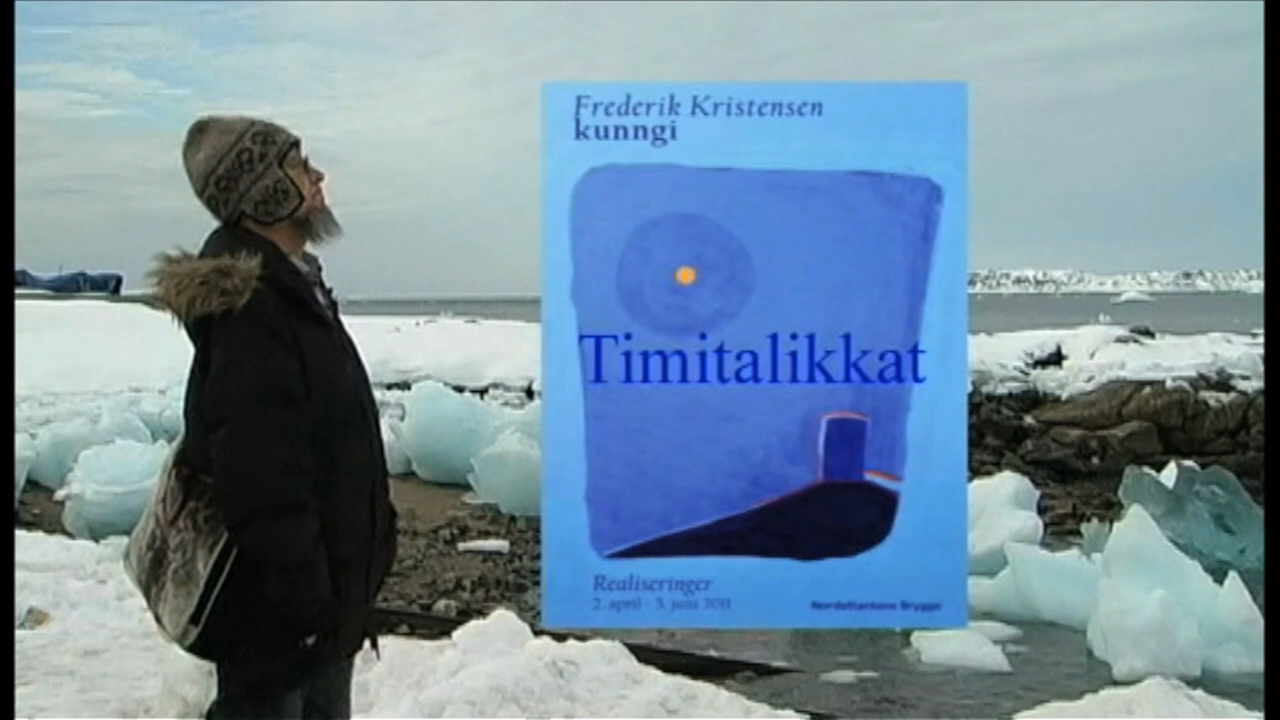 Frederik Kristensen
kunngi
Timitalikkat
Realiseringer
2. april - 5. juni 2011
Nordatlantens Brygge